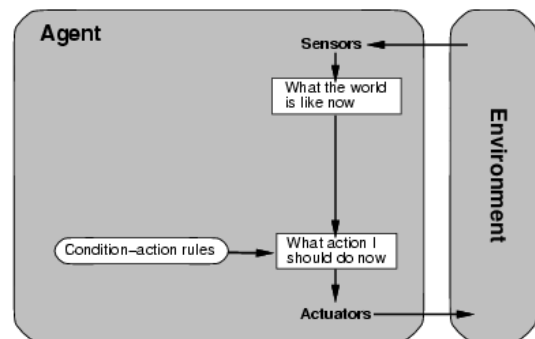 Agent
Sensors
What the world
is like now
Environment
Condition–action rules
What action I
should do now
Actuators